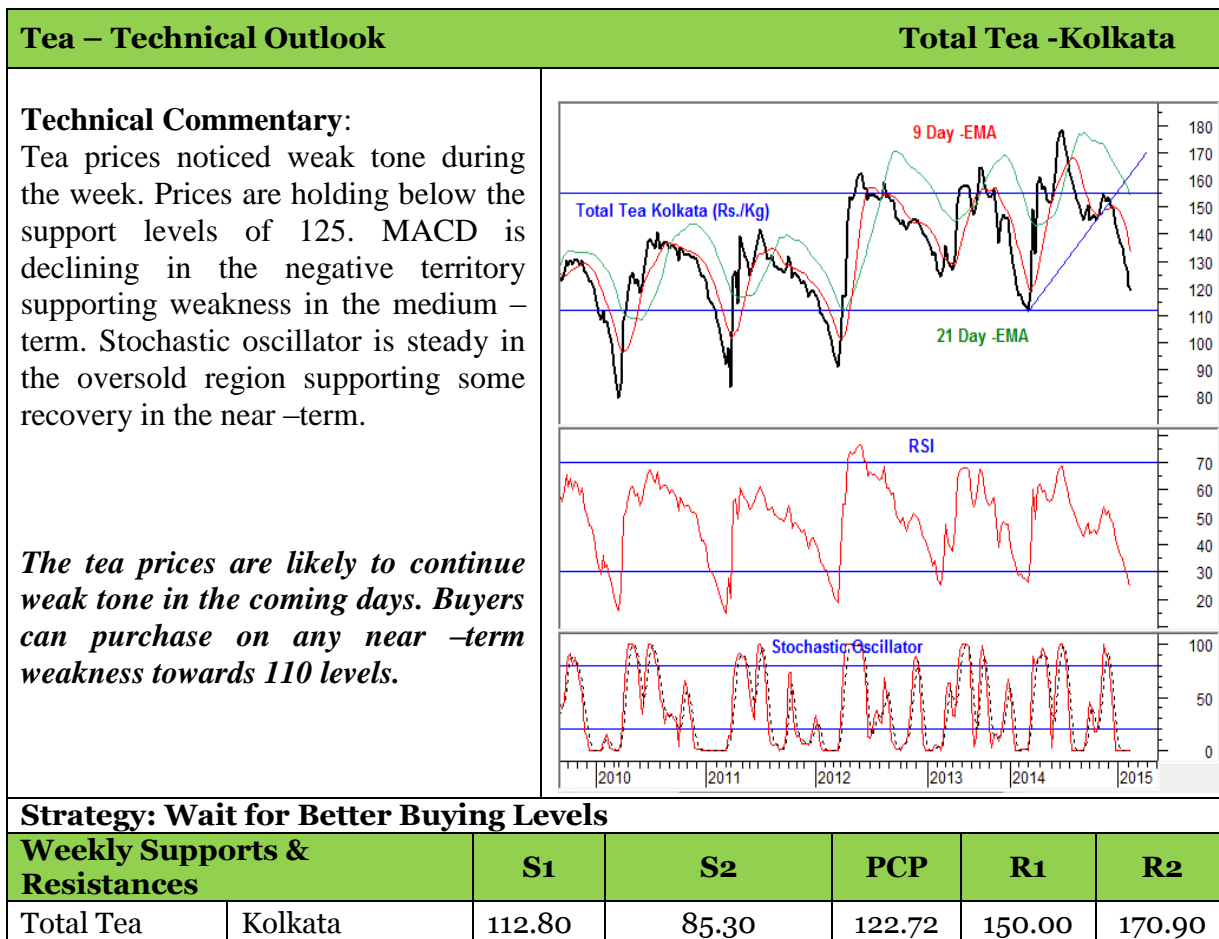 Tea – Technical Outlook Total Tea -Kolkata
Technical Commentary:
Tea prices noticed weak tone during
the week. Prices are holding below the
support levels of 125. MACD is
declining in the negative territory
supporting weakness in the medium –
term. Stochastic oscillator is steady in
the oversold region supporting some
recovery in the near –term.
The tea prices are likely to continue
weak tone in the coming days. Buyers
can purchase on any near –term
weakness towards 110 levels.
9 Day -EMA
Total Tea Kolkata (Rs./Kg)
21 Day -EMA
180
170
160
150
140
130
120
110
100
90
80
RSI
70
60
50
40
30
20
Stochastic Oscillator
100
50
0
2010 2011 2012 2013 2014 2015
Strategy: Wait for Better Buying Levels
Weekly Supports &
Resistances
S1 S2 PCP R1 R2
Total Tea Kolkata 112.80 85.30 122.72 150.00 170.90